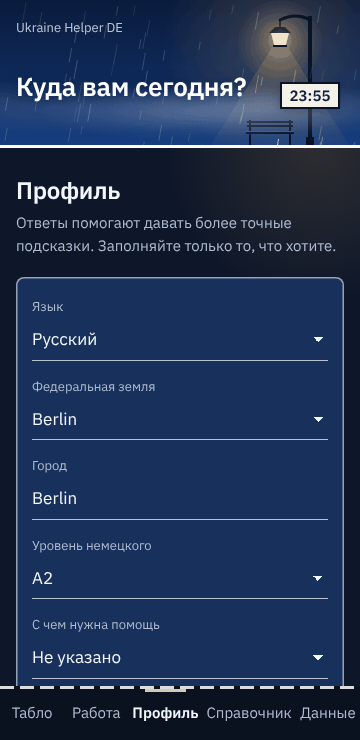 Ukraine Helper DE
Куда вам сегодня?
23:55
Профиль
Ответы помогают давать более точные
подсказки. Заполняйте только то, что хотите.
Язык
Русский
Федеральная земля
Berlin
Город
Berlin
Уровень немецкого
A2
С чем нужна помощь
Не указано
Табло Работа Профиль Справочник Данные